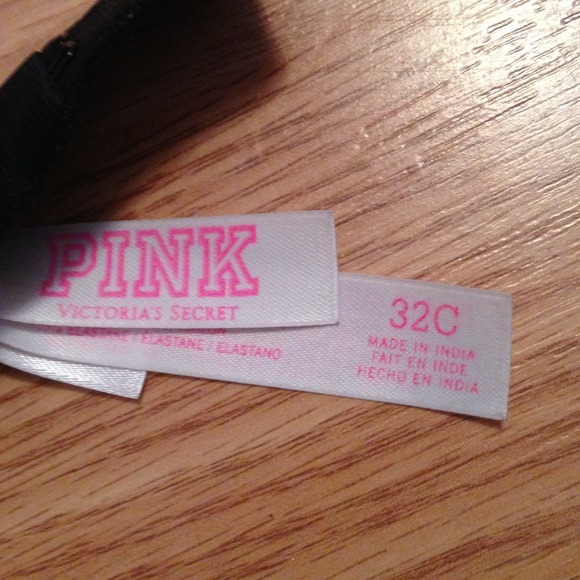 PINK
VICTORIA'S SECRET
ELASTANE / ELASTANE / ELASTANO
32C
MADE IN INDIA
FAIT EN INDE
HECHO EN INDIA